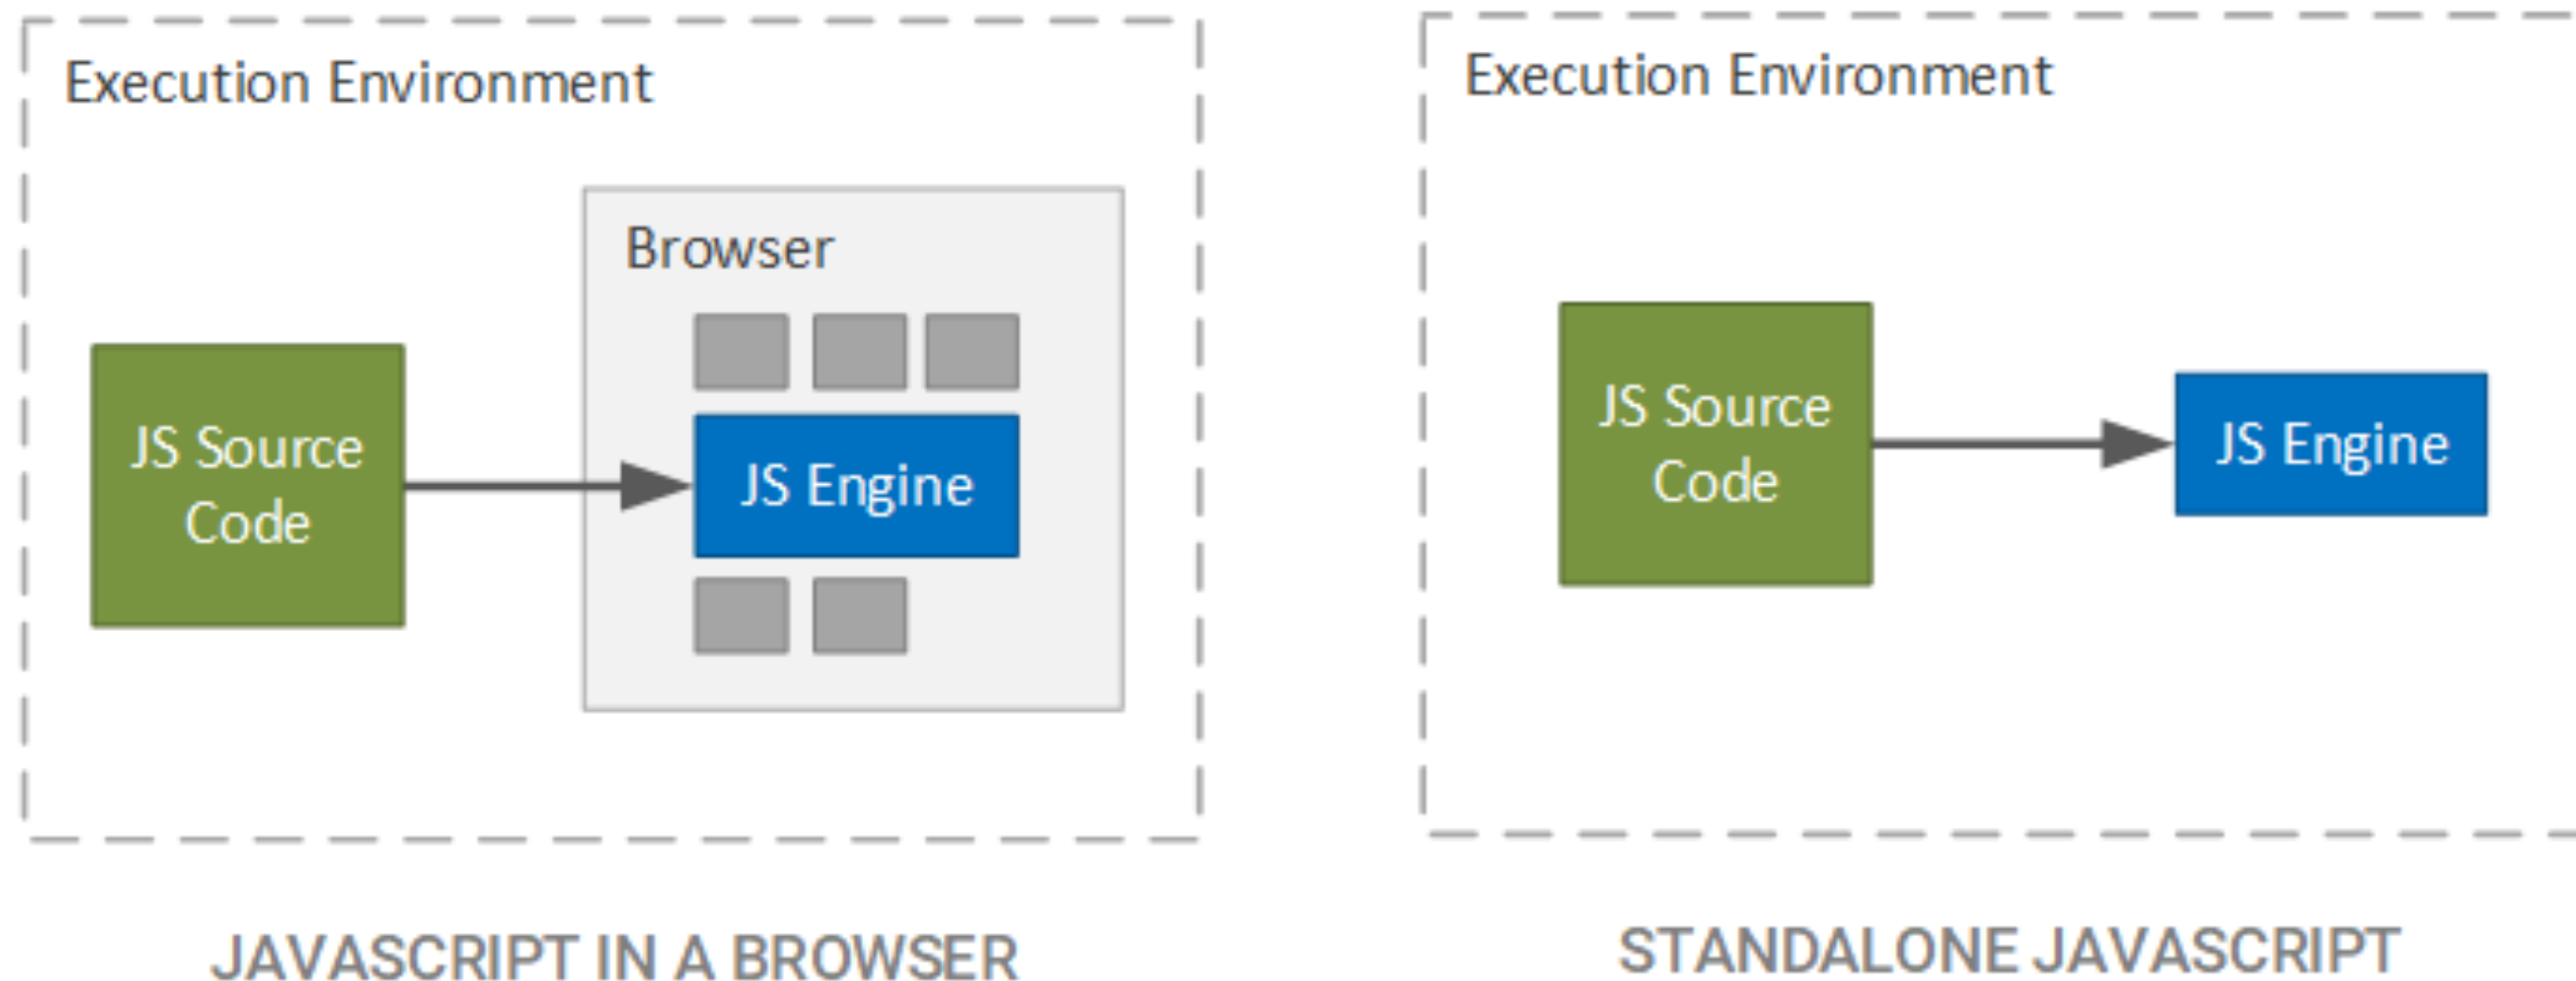 Execution Environment
Browser
JS Source
Code
JS Engine
JAVASCRIPT IN A BROWSER
Execution Environment
JS Source
Code
JS Engine
STANDALONE JAVASCRIPT